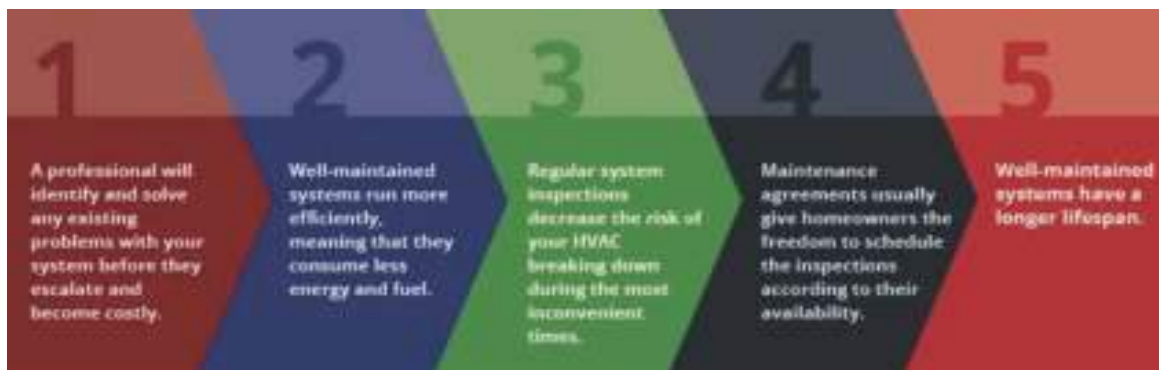 1
A professional will
identify and solve
any existing
problems with your
system before they
escalate and
become costly.
2
Well-maintained
systems run more
efficiently,
meaning that they
consume less
energy and fuel.
3
Regular system
inspections
decrease the risk of
your HVAC
breaking down
during the most
inconvenient
times.
4
Maintenance
agreements usually
give homeowners the
freedom to schedule
the inspections
according to their
availability.
5
Well-maintained
systems have a
longer lifespan.